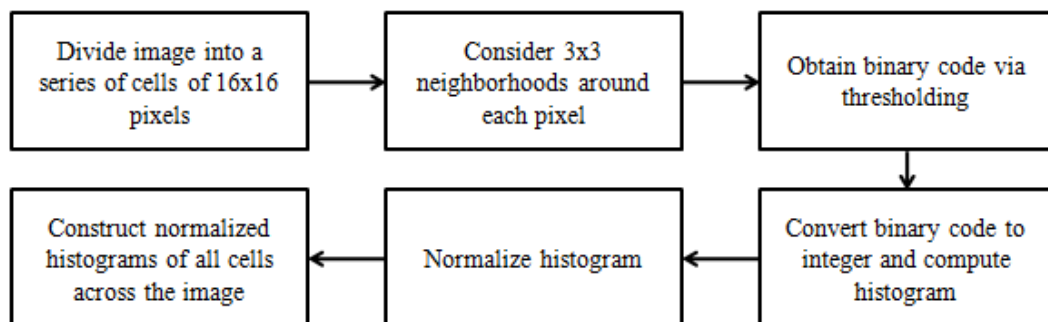 Divide image into a
series of cells of 16x16
pixels
Consider 3x3
neighborhoods around
each pixel
Obtain binary code via
thresholding
Convert binary code to
integer and compute
histogram
Normalize histogram
Construct normalized
histograms of all cells
across the image